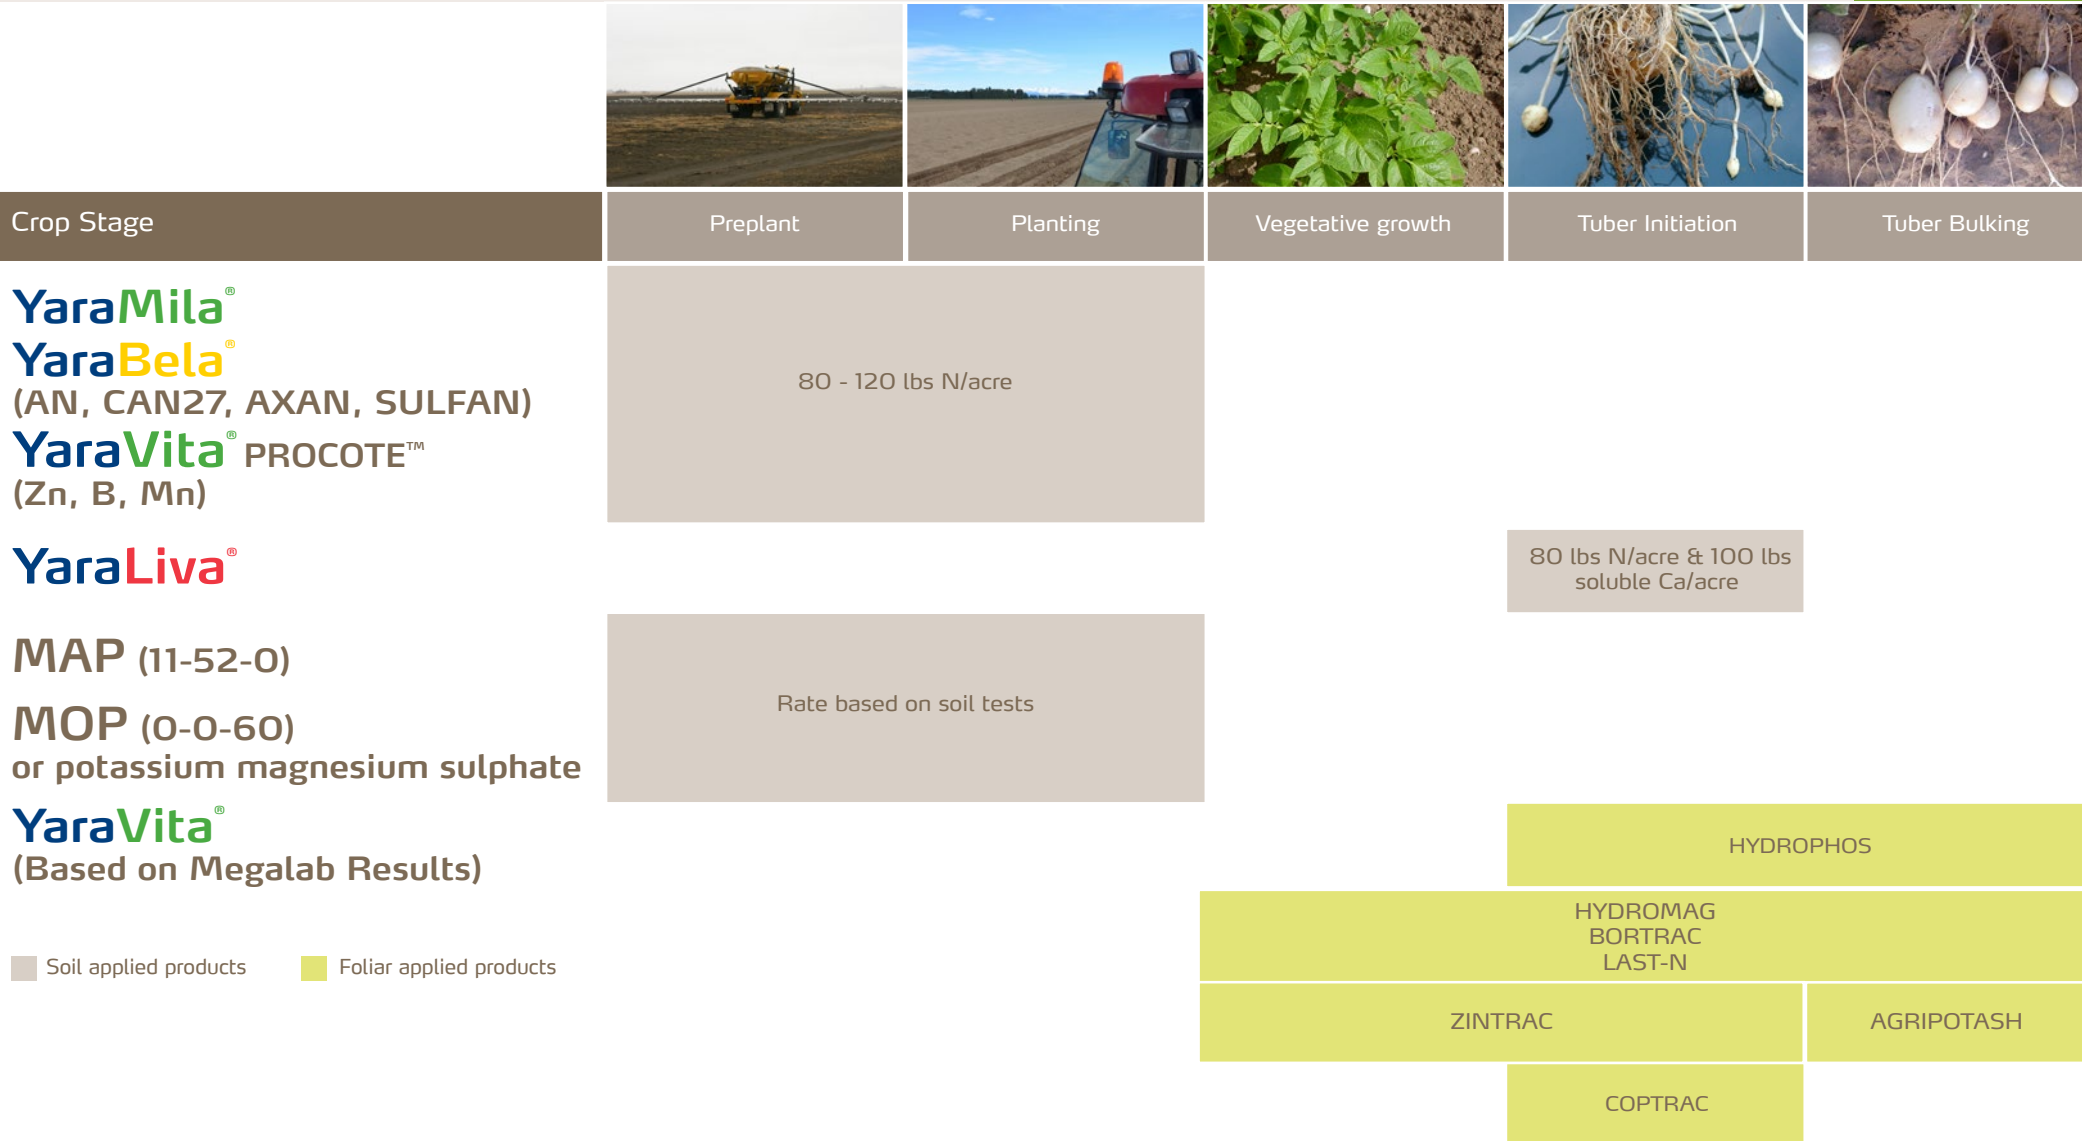 Crop Stage
Preplant
Planting
Vegetative growth
Tuber Initiation
Tuber Bulking
YaraMila®
YaraBela®
(AN, CAN27, AXAN, SULFAN)
YaraVita® PROCOTE™
(Zn, B, Mn)
80 - 120 lbs N/acre
YaraLiva®
80 lbs N/acre & 100 lbs
soluble Ca/acre
MAP (11-52-0)
MOP (0-0-60)
or potassium magnesium sulphate
Rate based on soil tests
YaraVita®
(Based on Megalab Results)
HYDROPHOS
HYDROMAG
BORTRAC
LAST-N
Soil applied products
Foliar applied products
ZINTRAC
AGRIPOTASH
COPTRAC